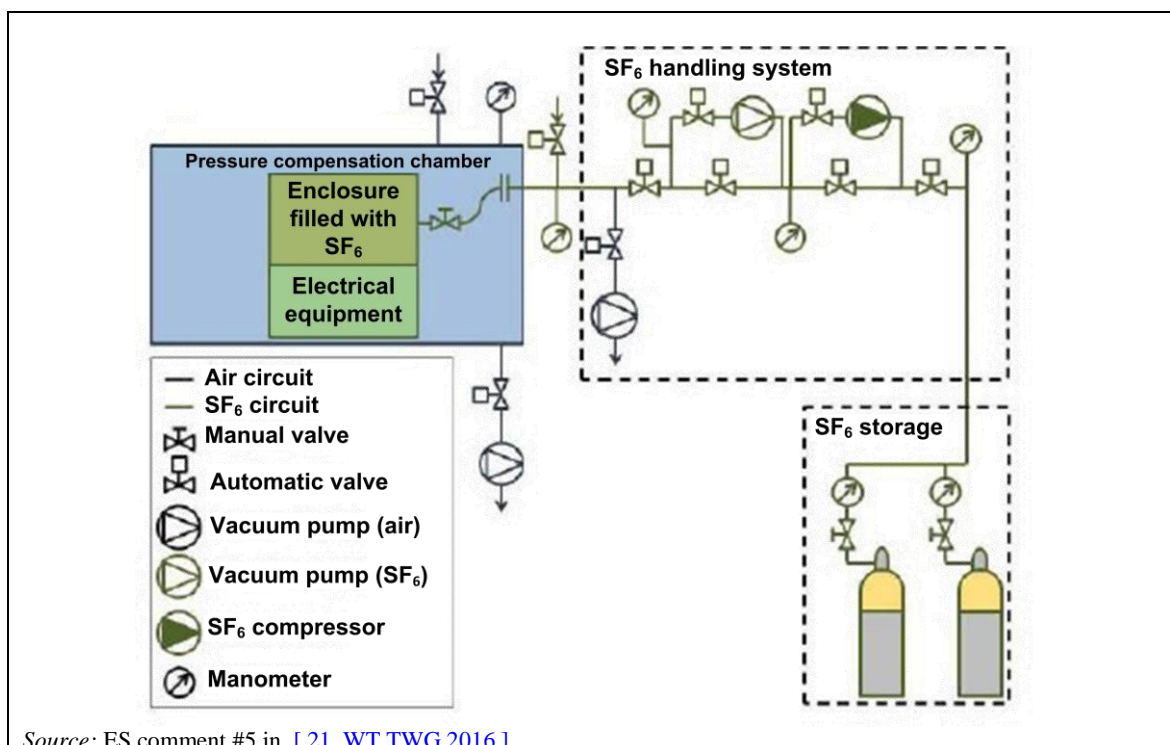 SF₆ handling system
Pressure compensation chamber
Enclosure
filled with
SF₆
Electrical
equipment
Air circuit
SF₆ circuit
Manual valve
Automatic valve
Vacuum pump (air)
Vacuum pump (SF₆)
SF₆ compressor
Manometer
SF₆ storage
Source: ES comment #5 in [ 21, WT TWG 2016 ]